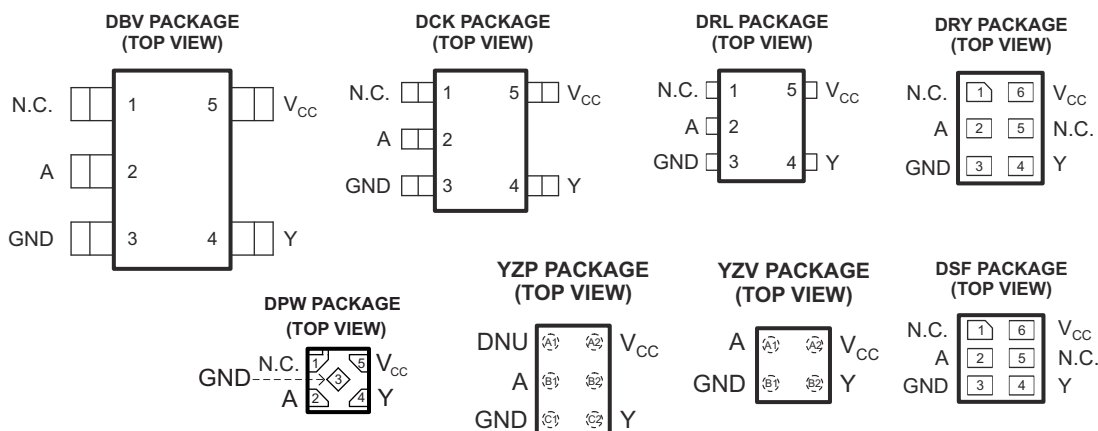 DBV PACKAGE
(TOP VIEW)
N.C. 1 5 VCC
A 2
GND 3 4 Y
DCK PACKAGE
(TOP VIEW)
N.C. 1 5 VCC
A 2
GND 3 4 Y
DRL PACKAGE
(TOP VIEW)
N.C. 1 5 VCC
A 2
GND 3 4 Y
DRY PACKAGE
(TOP VIEW)
N.C. 1 6 VCC
A 2 5 N.C.
GND 3 4 Y
DPW PACKAGE
(TOP VIEW)
N.C. 1 5 VCC
GND 3
A 2 4 Y
YZP PACKAGE
(TOP VIEW)
DNU A1 A2 VCC
A B1 B2
GND C1 C2 Y
YZV PACKAGE
(TOP VIEW)
A A1 A2 VCC
GND B1 B2 Y
DSF PACKAGE
(TOP VIEW)
N.C. 1 6 VCC
A 2 5 N.C.
GND 3 4 Y